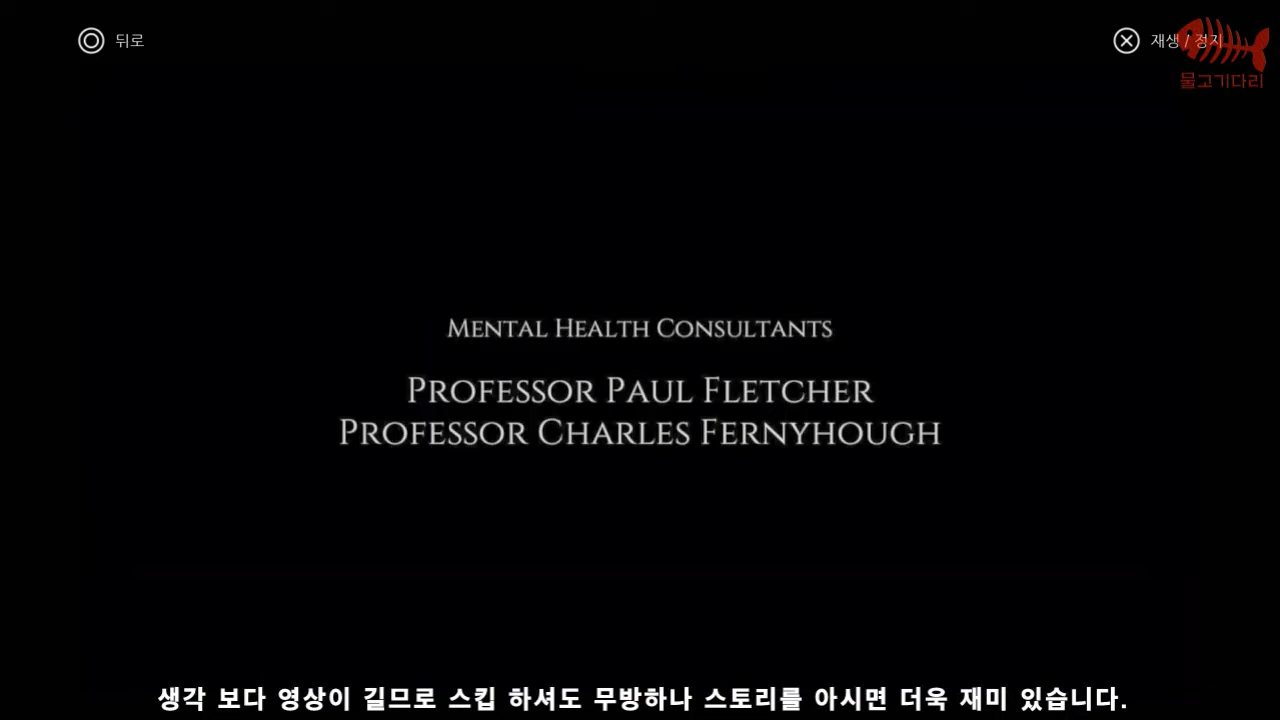 뒤로
재생 / 정지
물고기다리
Mental Health Consultants
Professor Paul Fletcher
Professor Charles Fernyhough
생각 보다 영상이 길므로 스킵 하셔도 무방하나 스토리를 아시면 더욱 재미 있습니다.